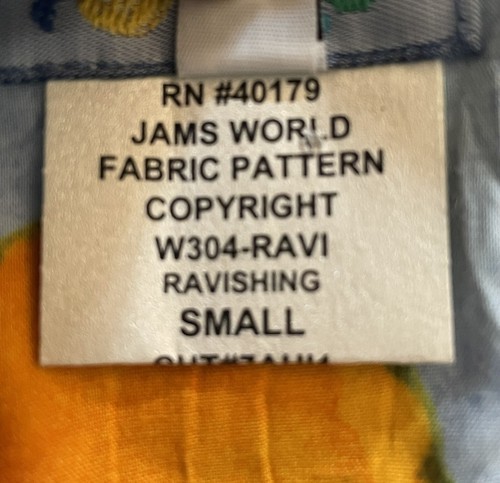 RN #40179
JAMS WORLD
FABRIC PATTERN
COPYRIGHT
W304-RAVI
RAVISHING
SMALL